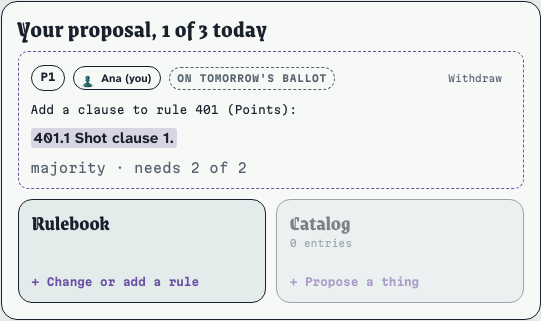 Your proposal, 1 of 3 today
P1 Ana (you) ON TOMORROW'S BALLOT Withdraw
Add a clause to rule 401 (Points):
401.1 Shot clause 1.
majority · needs 2 of 2
Rulebook
+ Change or add a rule
Catalog
0 entries
+ Propose a thing